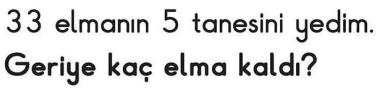 33 elmanın 5 tanesini yedim.
Geriye kaç elma kaldı?